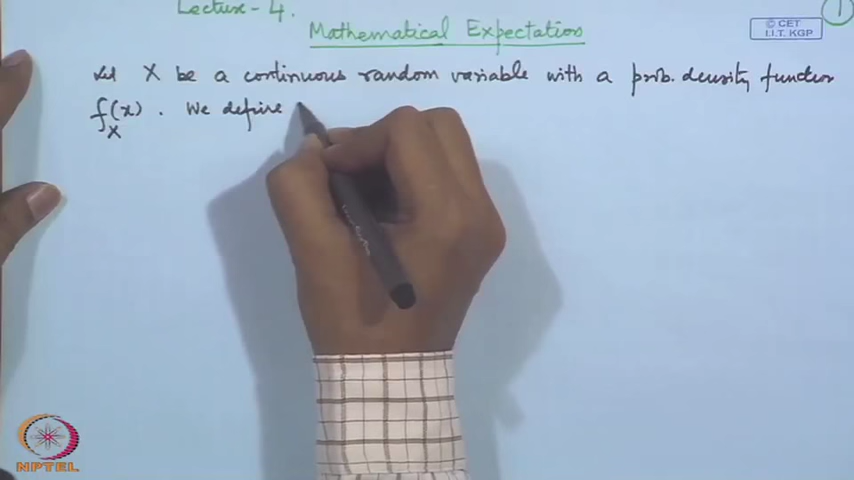 Lecture - 4.
1
© CET
I.I.T. KGP
Mathematical Expectation
Let X be a continuous random variable with a prob. density function
f_X(x). We define
NPTEL